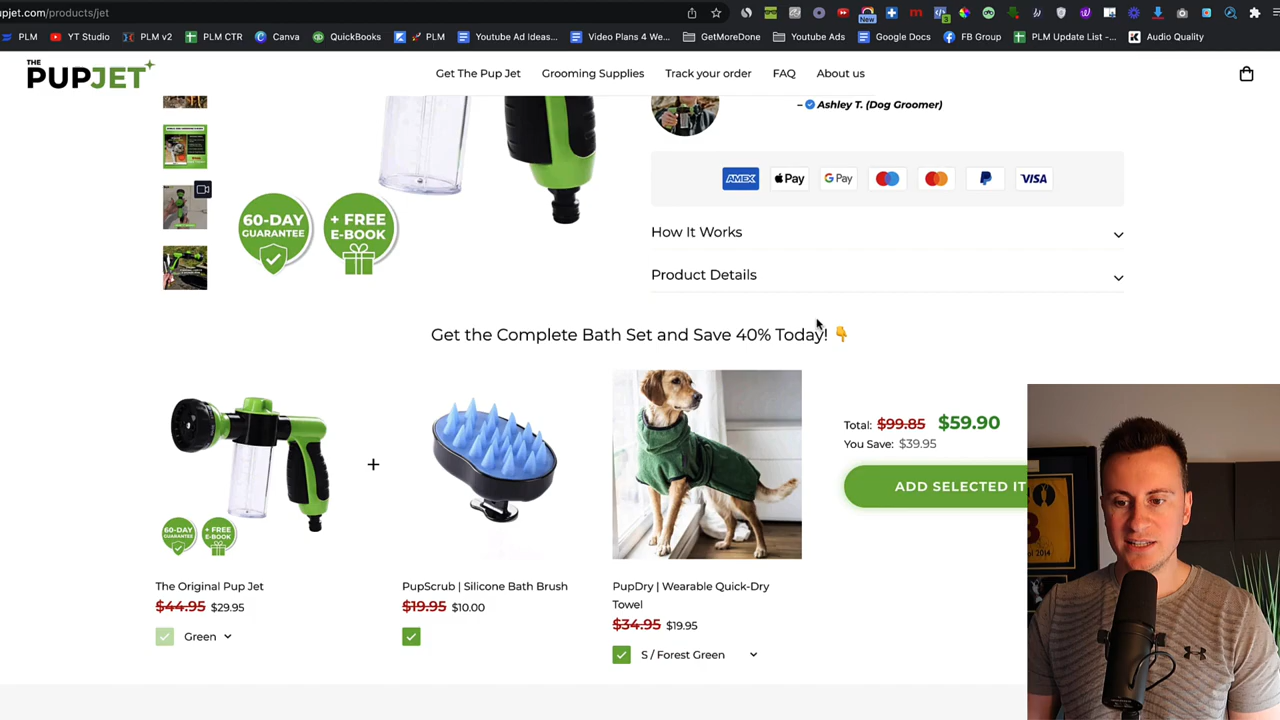 pjet.com/products/jet
PLM
YT Studio
PLM v2
PLM CTR
Canva
QuickBooks
PLM
Youtube Ad Ideas...
Video Plans 4 We...
GetMoreDone
Youtube Ads
Google Docs
FB Group
PLM Update List -...
Audio Quality
New
THE
PUPJET
Get The Pup Jet
Grooming Supplies
Track your order
FAQ
About us
– Ashley T. (Dog Groomer)
AMEX
Apple Pay
G Pay
VISA
60-DAY
GUARANTEE
+ FREE
E-BOOK
How It Works
Product Details
Get the Complete Bath Set and Save 40% Today! 👇
+
Total: $99.85 $59.90
You Save: $39.95
ADD SELECTED IT
60-DAY
GUARANTEE
+ FREE
E-BOOK
The Original Pup Jet
$44.95 $29.95
Green
PupScrub | Silicone Bath Brush
$19.95 $10.00
PupDry | Wearable Quick-Dry
Towel
$34.95 $19.95
S / Forest Green